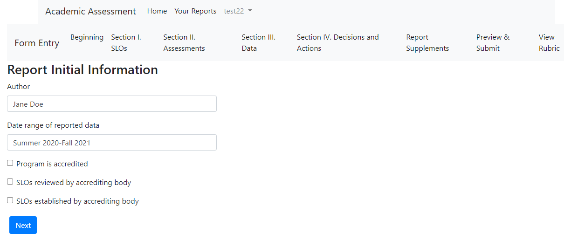 Academic Assessment Home Your Reports test22
Form Entry Beginning Section I. SLOs Section II. Assessments Section III. Data Section IV. Decisions and Actions Report Supplements Preview & Submit View Rubric
Report Initial Information
Author
Jane Doe
Date range of reported data
Summer 2020-Fall 2021
Program is accredited
SLOs reviewed by accrediting body
SLOs established by accrediting body
Next